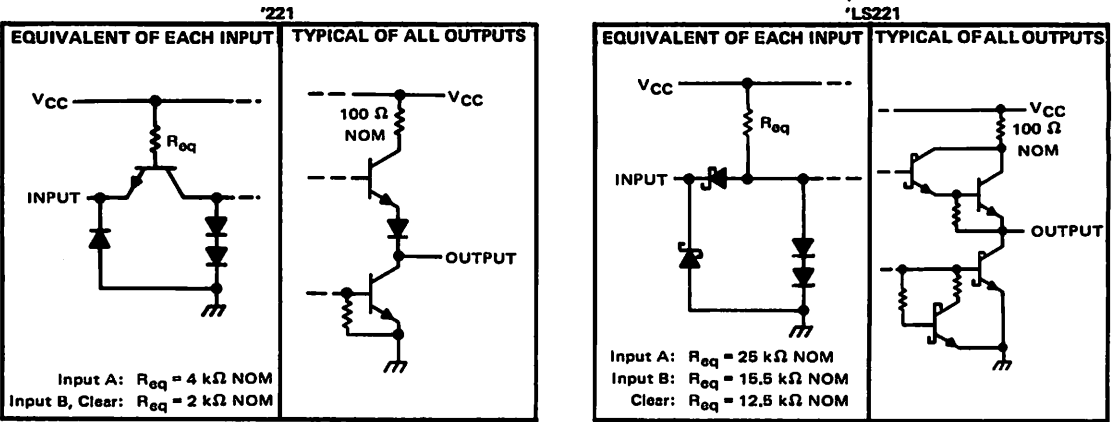 '221
EQUIVALENT OF EACH INPUT
TYPICAL OF ALL OUTPUTS
VCC
Req
INPUT
Input A: Req = 4 kΩ NOM
Input B, Clear: Req = 2 kΩ NOM
VCC
100 Ω
NOM
OUTPUT
'LS221
EQUIVALENT OF EACH INPUT
TYPICAL OF ALL OUTPUTS
VCC
Req
INPUT
Input A: Req = 25 kΩ NOM
Input B: Req = 15.5 kΩ NOM
Clear: Req = 12.5 kΩ NOM
VCC
100 Ω
NOM
OUTPUT